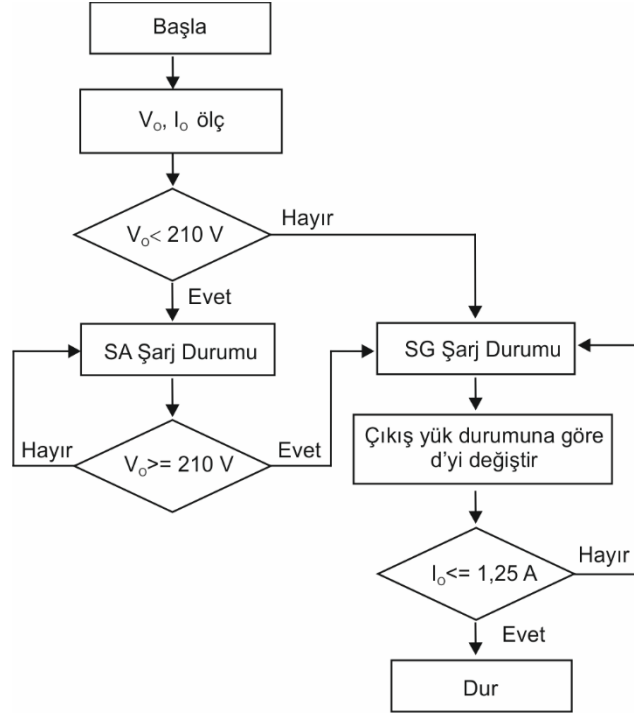 Başla
Vₒ, Iₒ ölç
Vₒ< 210 V
Hayır
Evet
SA Şarj Durumu
SG Şarj Durumu
Hayır
Vₒ>= 210 V
Evet
Çıkış yük durumuna göre
d'yi değiştir
Iₒ<= 1,25 A
Hayır
Evet
Dur